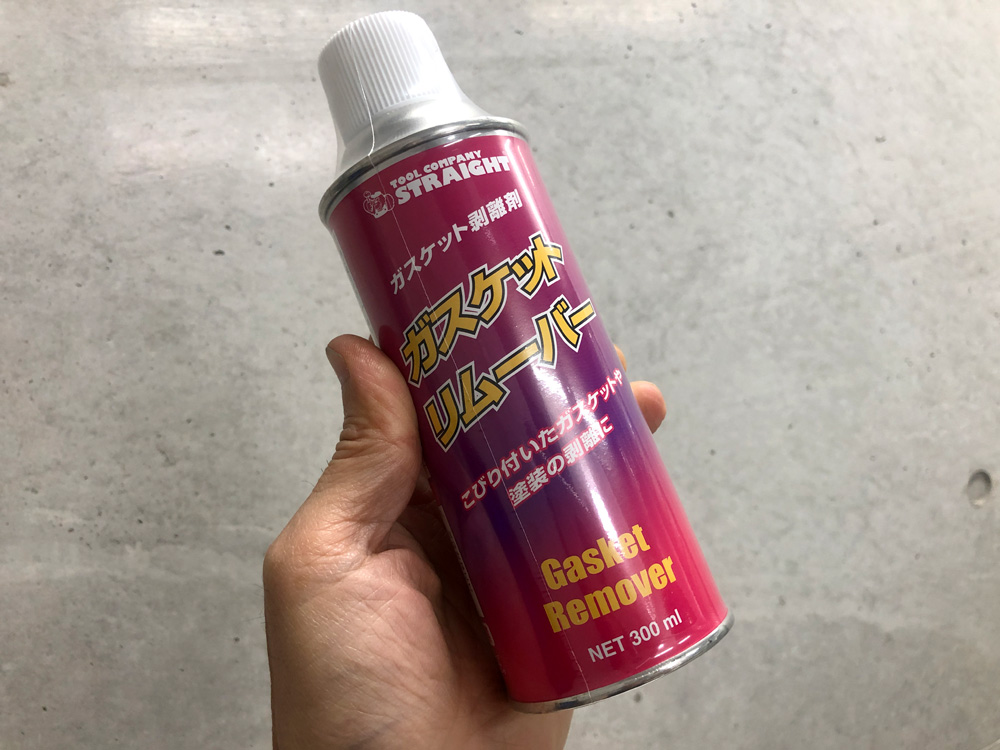 TOOL COMPANY
STRAIGHT
ガスケット剥離剤
ガスケット
リムーバー
こびり付いたガスケットや
塗装の剥離に
Gasket
Remover
NET 300 ml